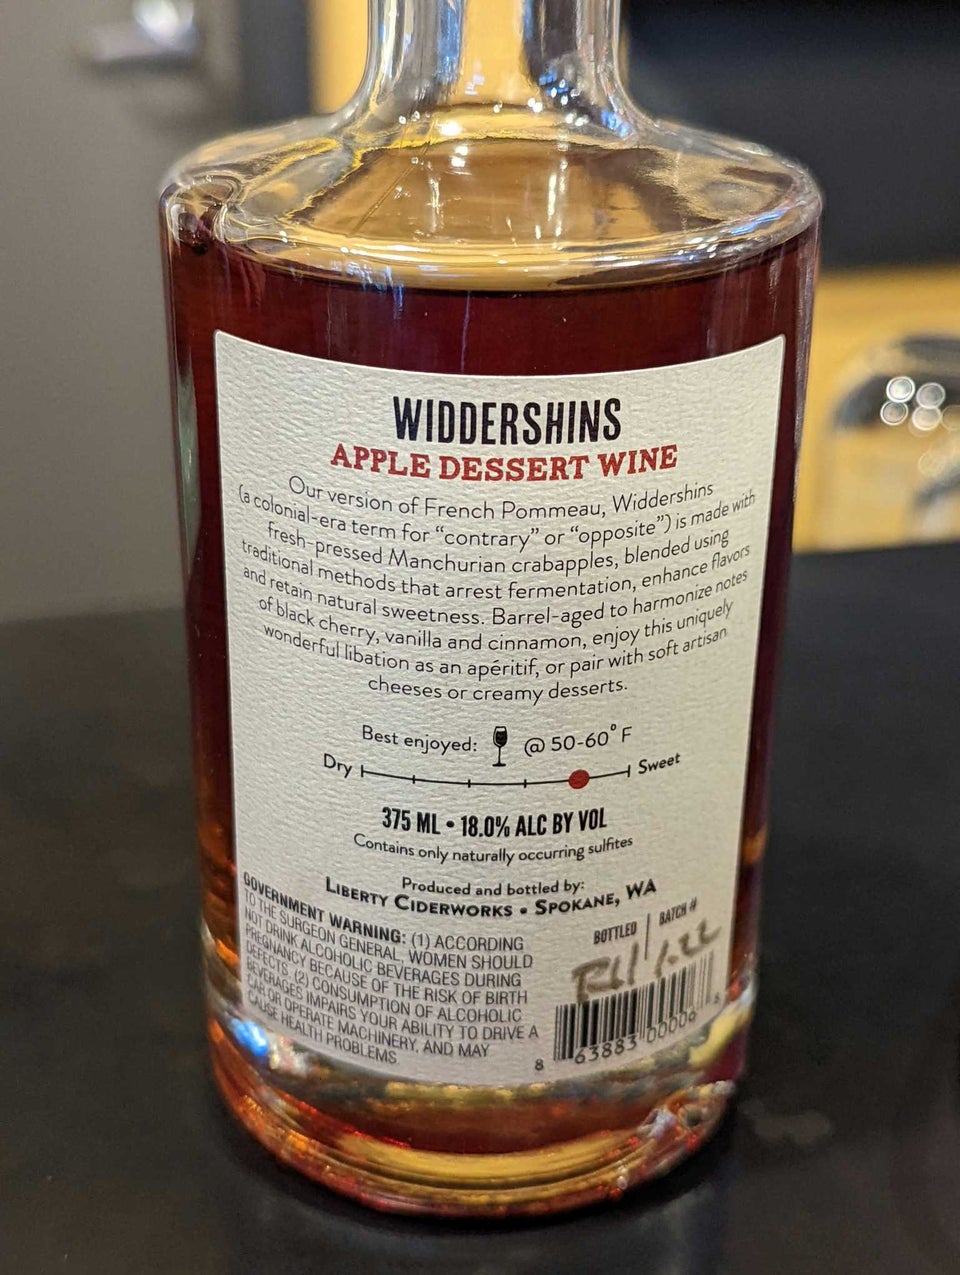 WIDDERSHINS
APPLE DESSERT WINE
Our version of French Pommeau, Widdershins
(a colonial-era term for “contrary” or “opposite”) is made with
fresh-pressed Manchurian crabapples, blended using
traditional methods that arrest fermentation, enhance flavors
and retain natural sweetness. Barrel-aged to harmonize notes
of black cherry, vanilla and cinnamon, enjoy this uniquely
wonderful libation as an apéritif, or pair with soft artisan
cheeses or creamy desserts.
Best enjoyed: @ 50-60° F
Dry Sweet
375 ML • 18.0% ALC BY VOL
Contains only naturally occurring sulfites
Produced and bottled by:
LIBERTY CIDERWORKS • SPOKANE, WA
GOVERNMENT WARNING: (1) ACCORDING
TO THE SURGEON GENERAL, WOMEN SHOULD
NOT DRINK ALCOHOLIC BEVERAGES DURING
PREGNANCY BECAUSE OF THE RISK OF BIRTH
DEFECTS. (2) CONSUMPTION OF ALCOHOLIC
BEVERAGES IMPAIRS YOUR ABILITY TO DRIVE A
CAR OR OPERATE MACHINERY, AND MAY
CAUSE HEALTH PROBLEMS.
BOTTLED BATCH #
1.22
8 63883 00006 8